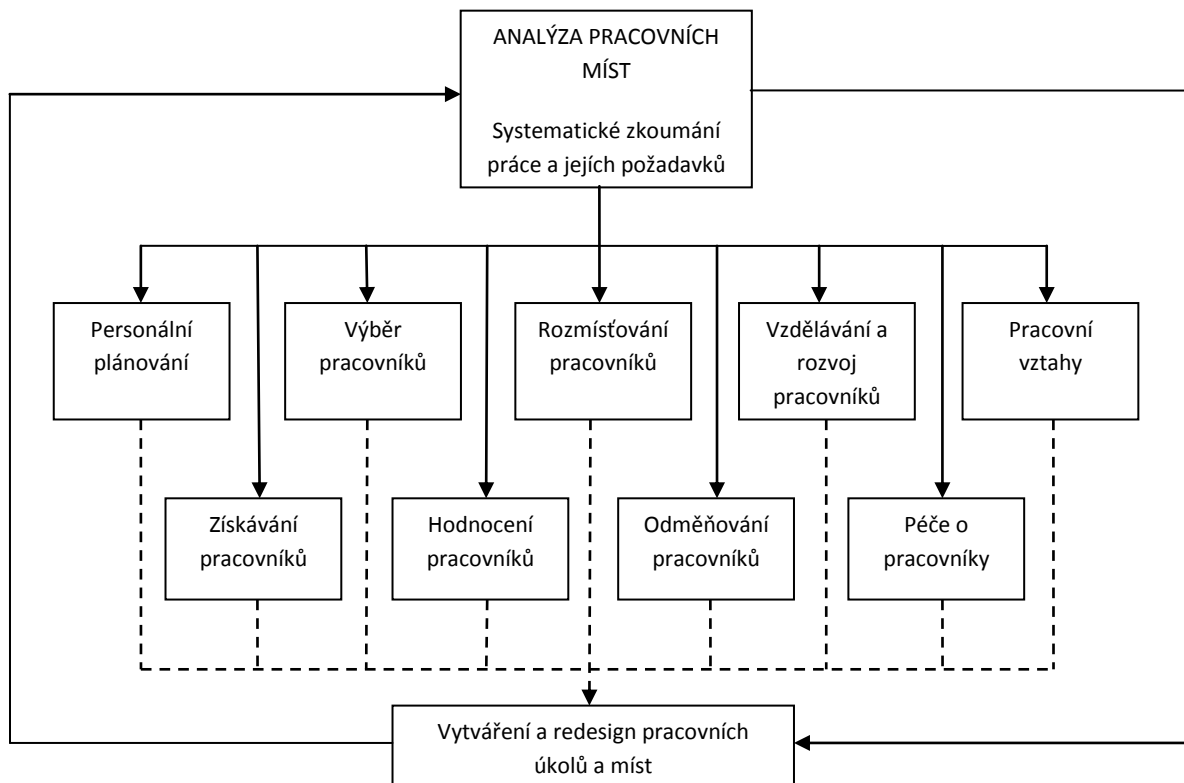 ANALÝZA PRACOVNÍCH
MÍST
Systematické zkoumání
práce a jejích požadavků
Personální
plánování
Výběr
pracovníků
Rozmísťování
pracovníků
Vzdělávání a
rozvoj
pracovníků
Pracovní
vztahy
Získávání
pracovníků
Hodnocení
pracovníků
Odměňování
pracovníků
Péče o
pracovníky
Vytváření a redesign pracovních
úkolů a míst